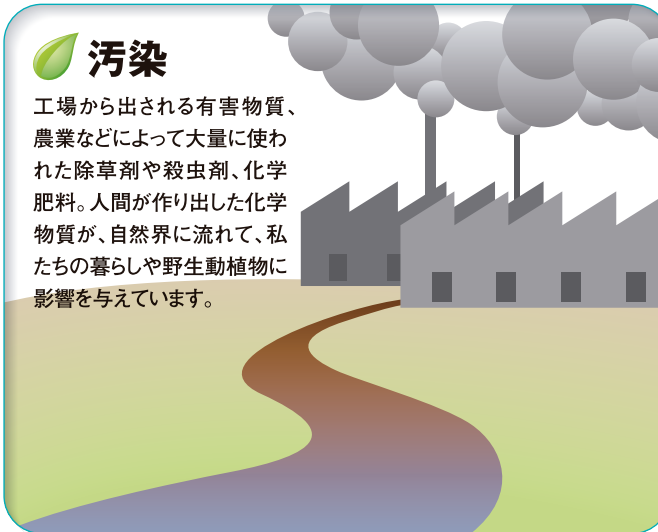 汚染
工場から出される有害物質、
農業などによって大量に使わ
れた除草剤や殺虫剤、化学
肥料。人間が作り出した化学
物質が、自然界に流れて、私
たちの暮らしや野生動植物に
影響を与えています。